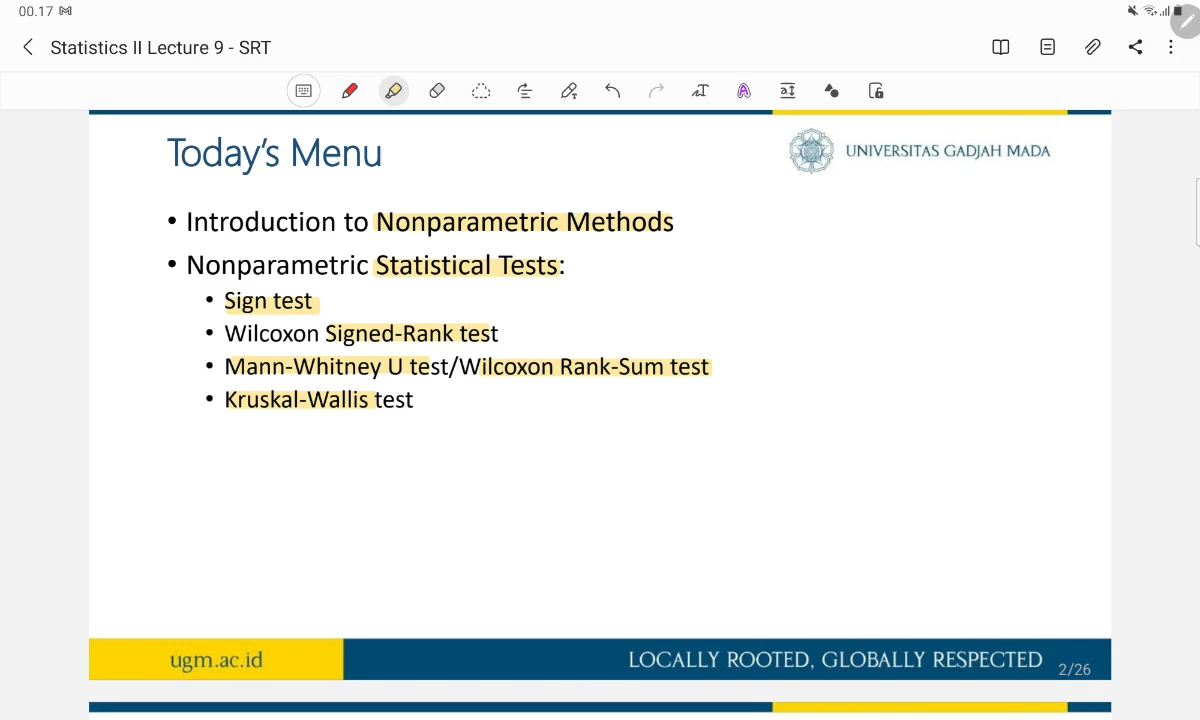 00.17
Statistics II Lecture 9 - SRT
Today's Menu
UNIVERSITAS GADJAH MADA
• Introduction to Nonparametric Methods
• Nonparametric Statistical Tests:
• Sign test
• Wilcoxon Signed-Rank test
• Mann-Whitney U test/Wilcoxon Rank-Sum test
• Kruskal-Wallis test
ugm.ac.id
LOCALLY ROOTED, GLOBALLY RESPECTED
2/26